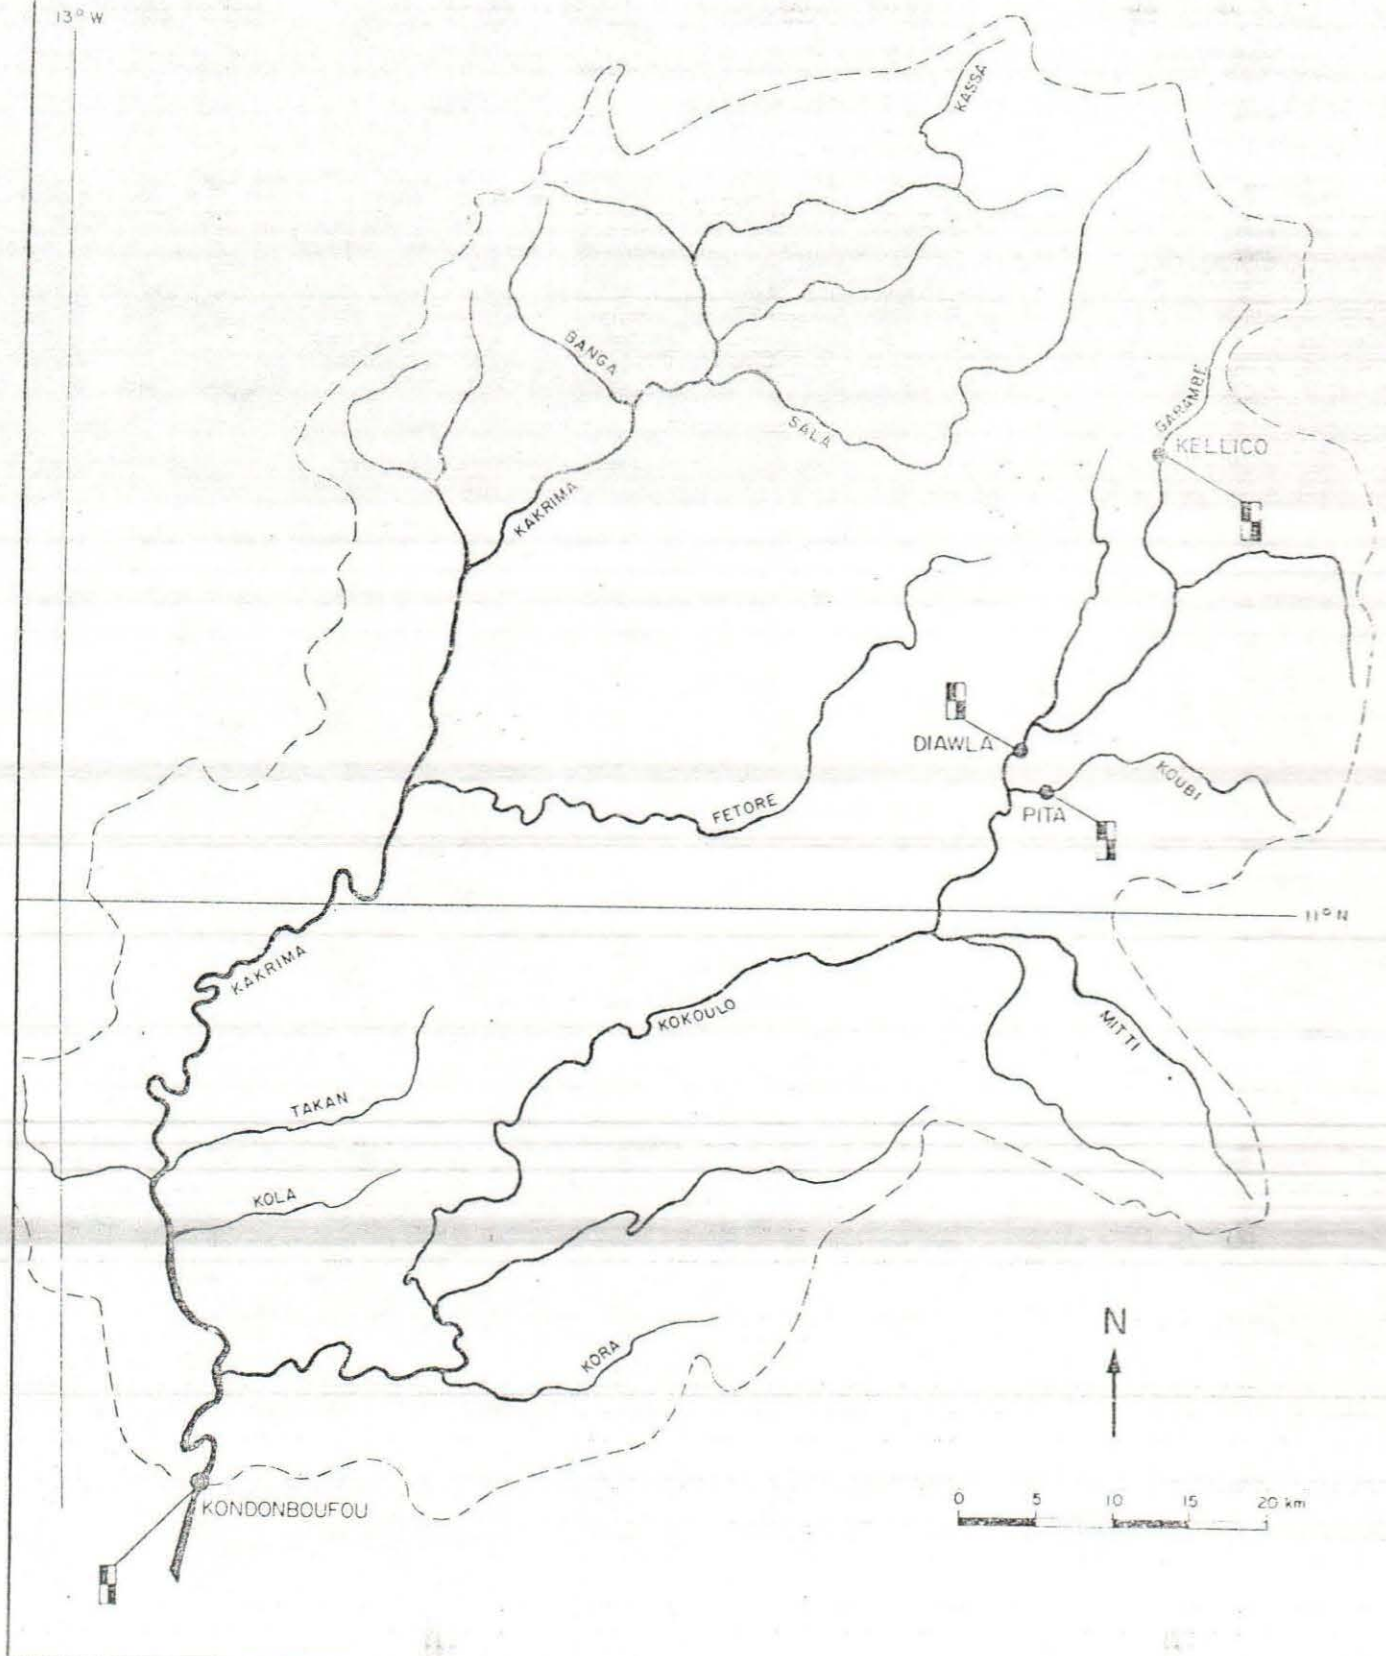 13° W
KASSA
BANGA
SALA
GARAMBE
KELLICO
KAKRIMA
DIAWLA
KOUBI
FETORE
PITA
11° N
KAKRIMA
KOKOULO
MITTI
TAKAN
KOLA
N
KORA
0 5 10 15 20 km
KONDONBOUFOU